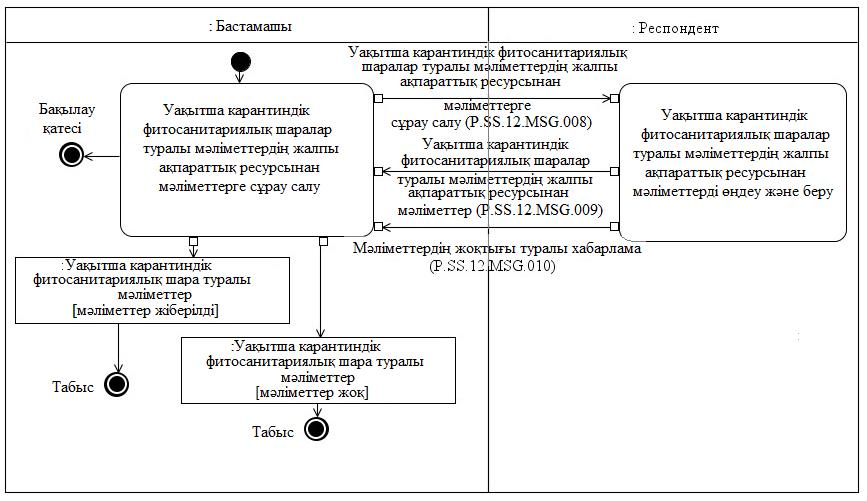 : Бастамашы
: Респондент
Уақытша карантиндік фитосанитариялық
шаралар туралы мәліметтердің жалпы
ақпараттық ресурсынан
мәліметтерге
сұрау салу (P.SS.12.MSG.008)
Бақылау
қатесі
Уақытша карантиндік
фитосанитариялық шаралар
туралы мәліметтердің жалпы
ақпараттық ресурсынан
мәліметтерге сұрау салу
Уақытша карантиндік
фитосанитариялық шаралар
туралы мәліметтердің жалпы
ақпараттық ресурсынан
мәліметтер (P.SS.12.MSG.009)
Уақытша карантиндік
фитосанитариялық шаралар
туралы мәліметтердің жалпы
ақпараттық ресурсынан
мәліметтерді өңдеу және беру
Мәліметтердің жоқтығы туралы хабарлама
(P.SS.12.MSG.010)
:Уақытша карантиндік
фитосанитариялық шара туралы
мәліметтер
[мәліметтер жіберілді]
:Уақытша карантиндік
фитосанитариялық шара туралы
мәліметтер
[мәліметтер жоқ]
Табыс
Табыс